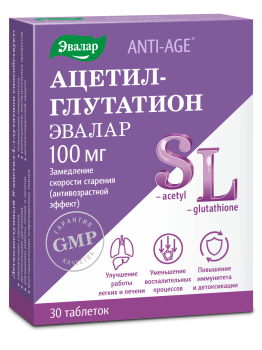 Эвалар
ANTI-AGE
АЦЕТИЛ-
ГЛУТАТИОН
ЭВАЛАР
100 мг
Замедление
скорости старения
(антивозрастной
эффект)
SL
– acetyl
– glutathione
ГАРАНТИЯ
GMP
КАЧЕСТВА
Улучшение
работы
легких и печени
Уменьшение
воспалительных
процессов
Повышение
иммунитета
и детоксикации
30 таблеток